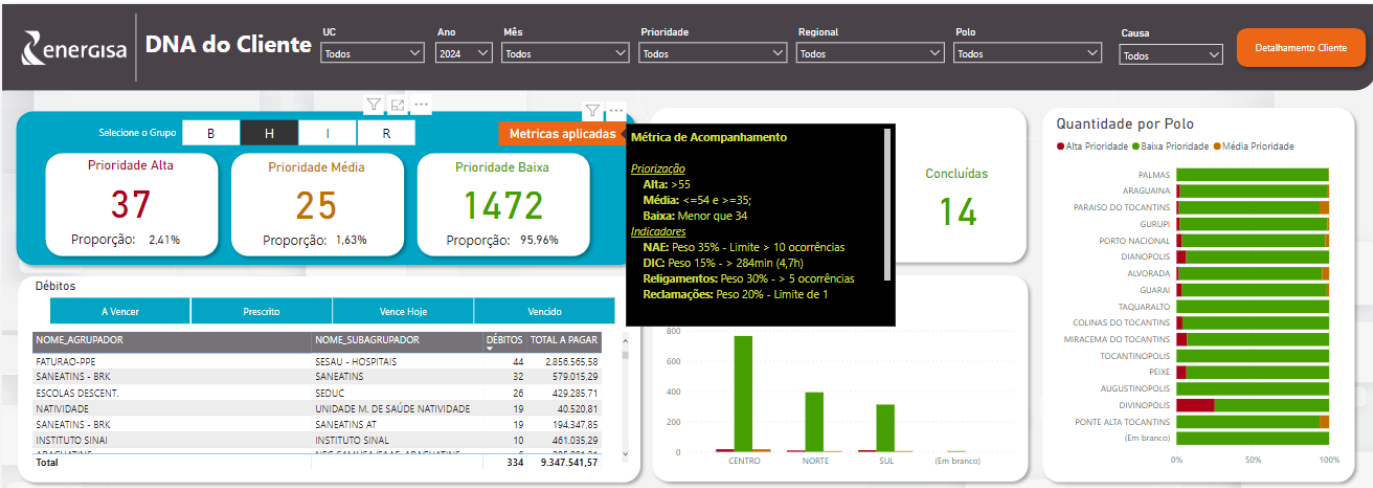 energisa
DNA do Cliente
UC
Todos
Ano
2024
Mês
Todos
Prioridade
Todos
Regional
Todos
Polo
Todos
Causa
Todos
Detalhamento Cliente
Selecione o Grupo
B
H
I
R
Metricas aplicadas
Prioridade Alta
37
Proporção: 2,41%
Prioridade Média
25
Proporção: 1,63%
Prioridade Baixa
1472
Proporção: 95,96%
Métrica de Acompanhamento
Priorização
Alta: >55
Média: <=54 e >=35;
Baixa: Menor que 34
Indicadores
NAE: Peso 35% - Limite > 10 ocorrências
DIC: Peso 15% - > 284min (4,7h)
Religamentos: Peso 30% - > 5 ocorrências
Reclamações: Peso 20% - Limite de 1
Concluídas
14
Débitos
A Vencer
Prescrito
Vence Hoje
Vencido
NOME_AGRUPADOR NOME_SUBAGRUPADOR DÉBITOS TOTAL A PAGAR
FATURAO-PPE SESAU - HOSPITAIS 44 2.856.565,58
SANEATINS - BRK SANEATINS 32 579.015,29
ESCOLAS DESCENT. SEDUC 26 429.285,71
NATIVIDADE UNIDADE M. DE SAÚDE NATIVIDADE 19 40.520,81
SANEATINS - BRK SANEATINS AT 19 194.347,85
INSTITUTO SINAI INSTITUTO SINAL 10 461.035,29
Total 334 9.347.541,57
800
600
400
200
0
CENTRO
NORTE
SUL
(Em branco)
Quantidade por Polo
Alta Prioridade Baixa Prioridade Média Prioridade
PALMAS
ARAGUAINA
PARAISO DO TOCANTINS
GURUPI
PORTO NACIONAL
DIANOPOLIS
ALVORADA
GUARAI
TAQUARALTO
COLINAS DO TOCANTINS
MIRACEMA DO TOCANTINS
TOCANTINOPOLIS
PEIXE
AUGUSTINOPOLIS
DIVINOPOLIS
PONTE ALTA TOCANTINS
(Em branco)
0%
50%
100%